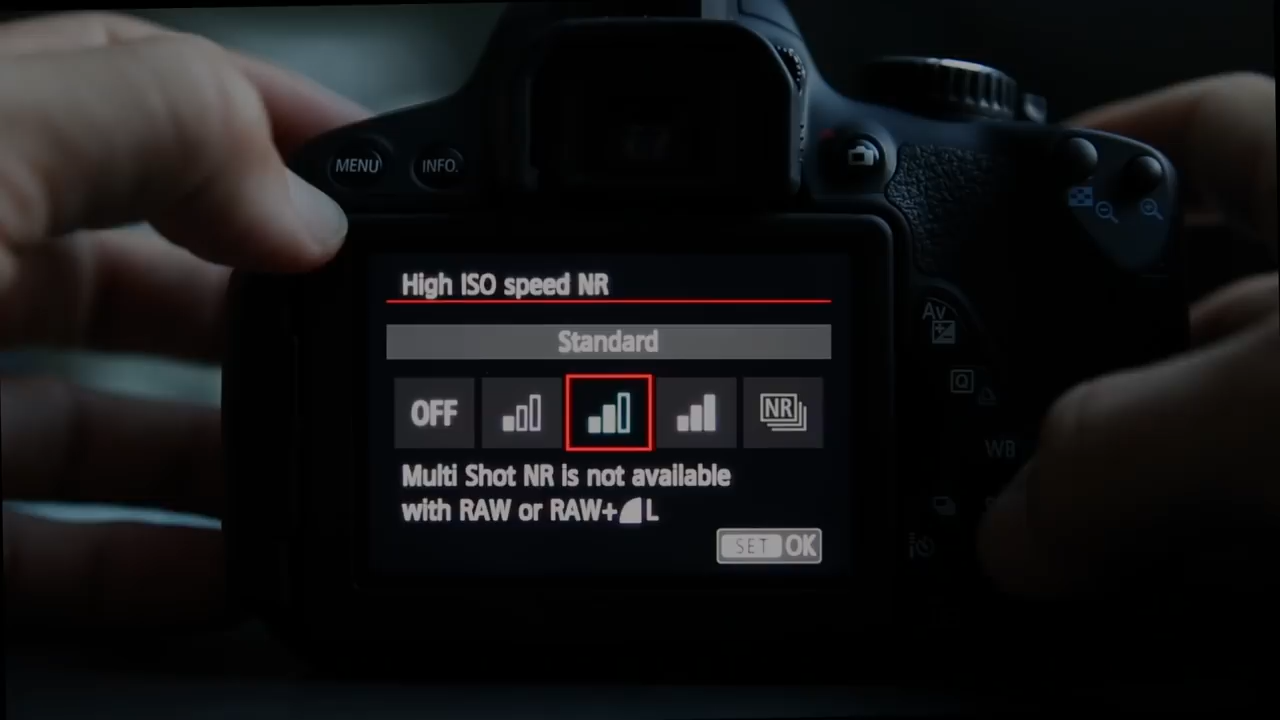 MENU
INFO.
High ISO speed NR
Standard
OFF
NR
Multi Shot NR is not available
with RAW or RAW+L
SET OK
Av
Q
WB